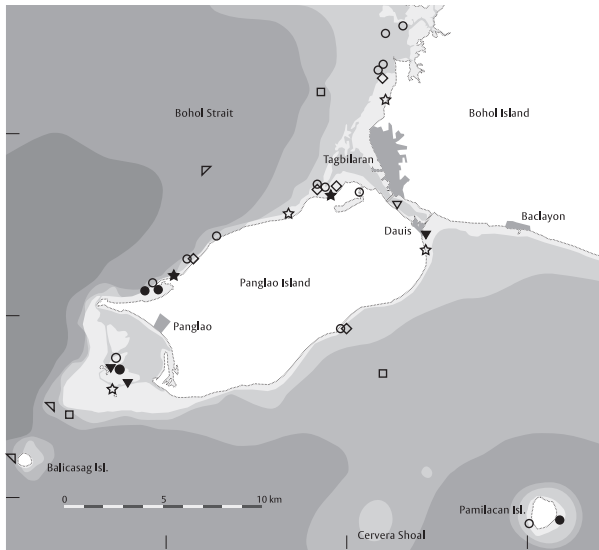 Bohol Strait
Bohol Island
Tagbilaran
Baclayon
Dauis
Panglao Island
Panglao
Balicasag Isl.
0 5 10 km
Pamilacan Isl.
Cervera Shoal